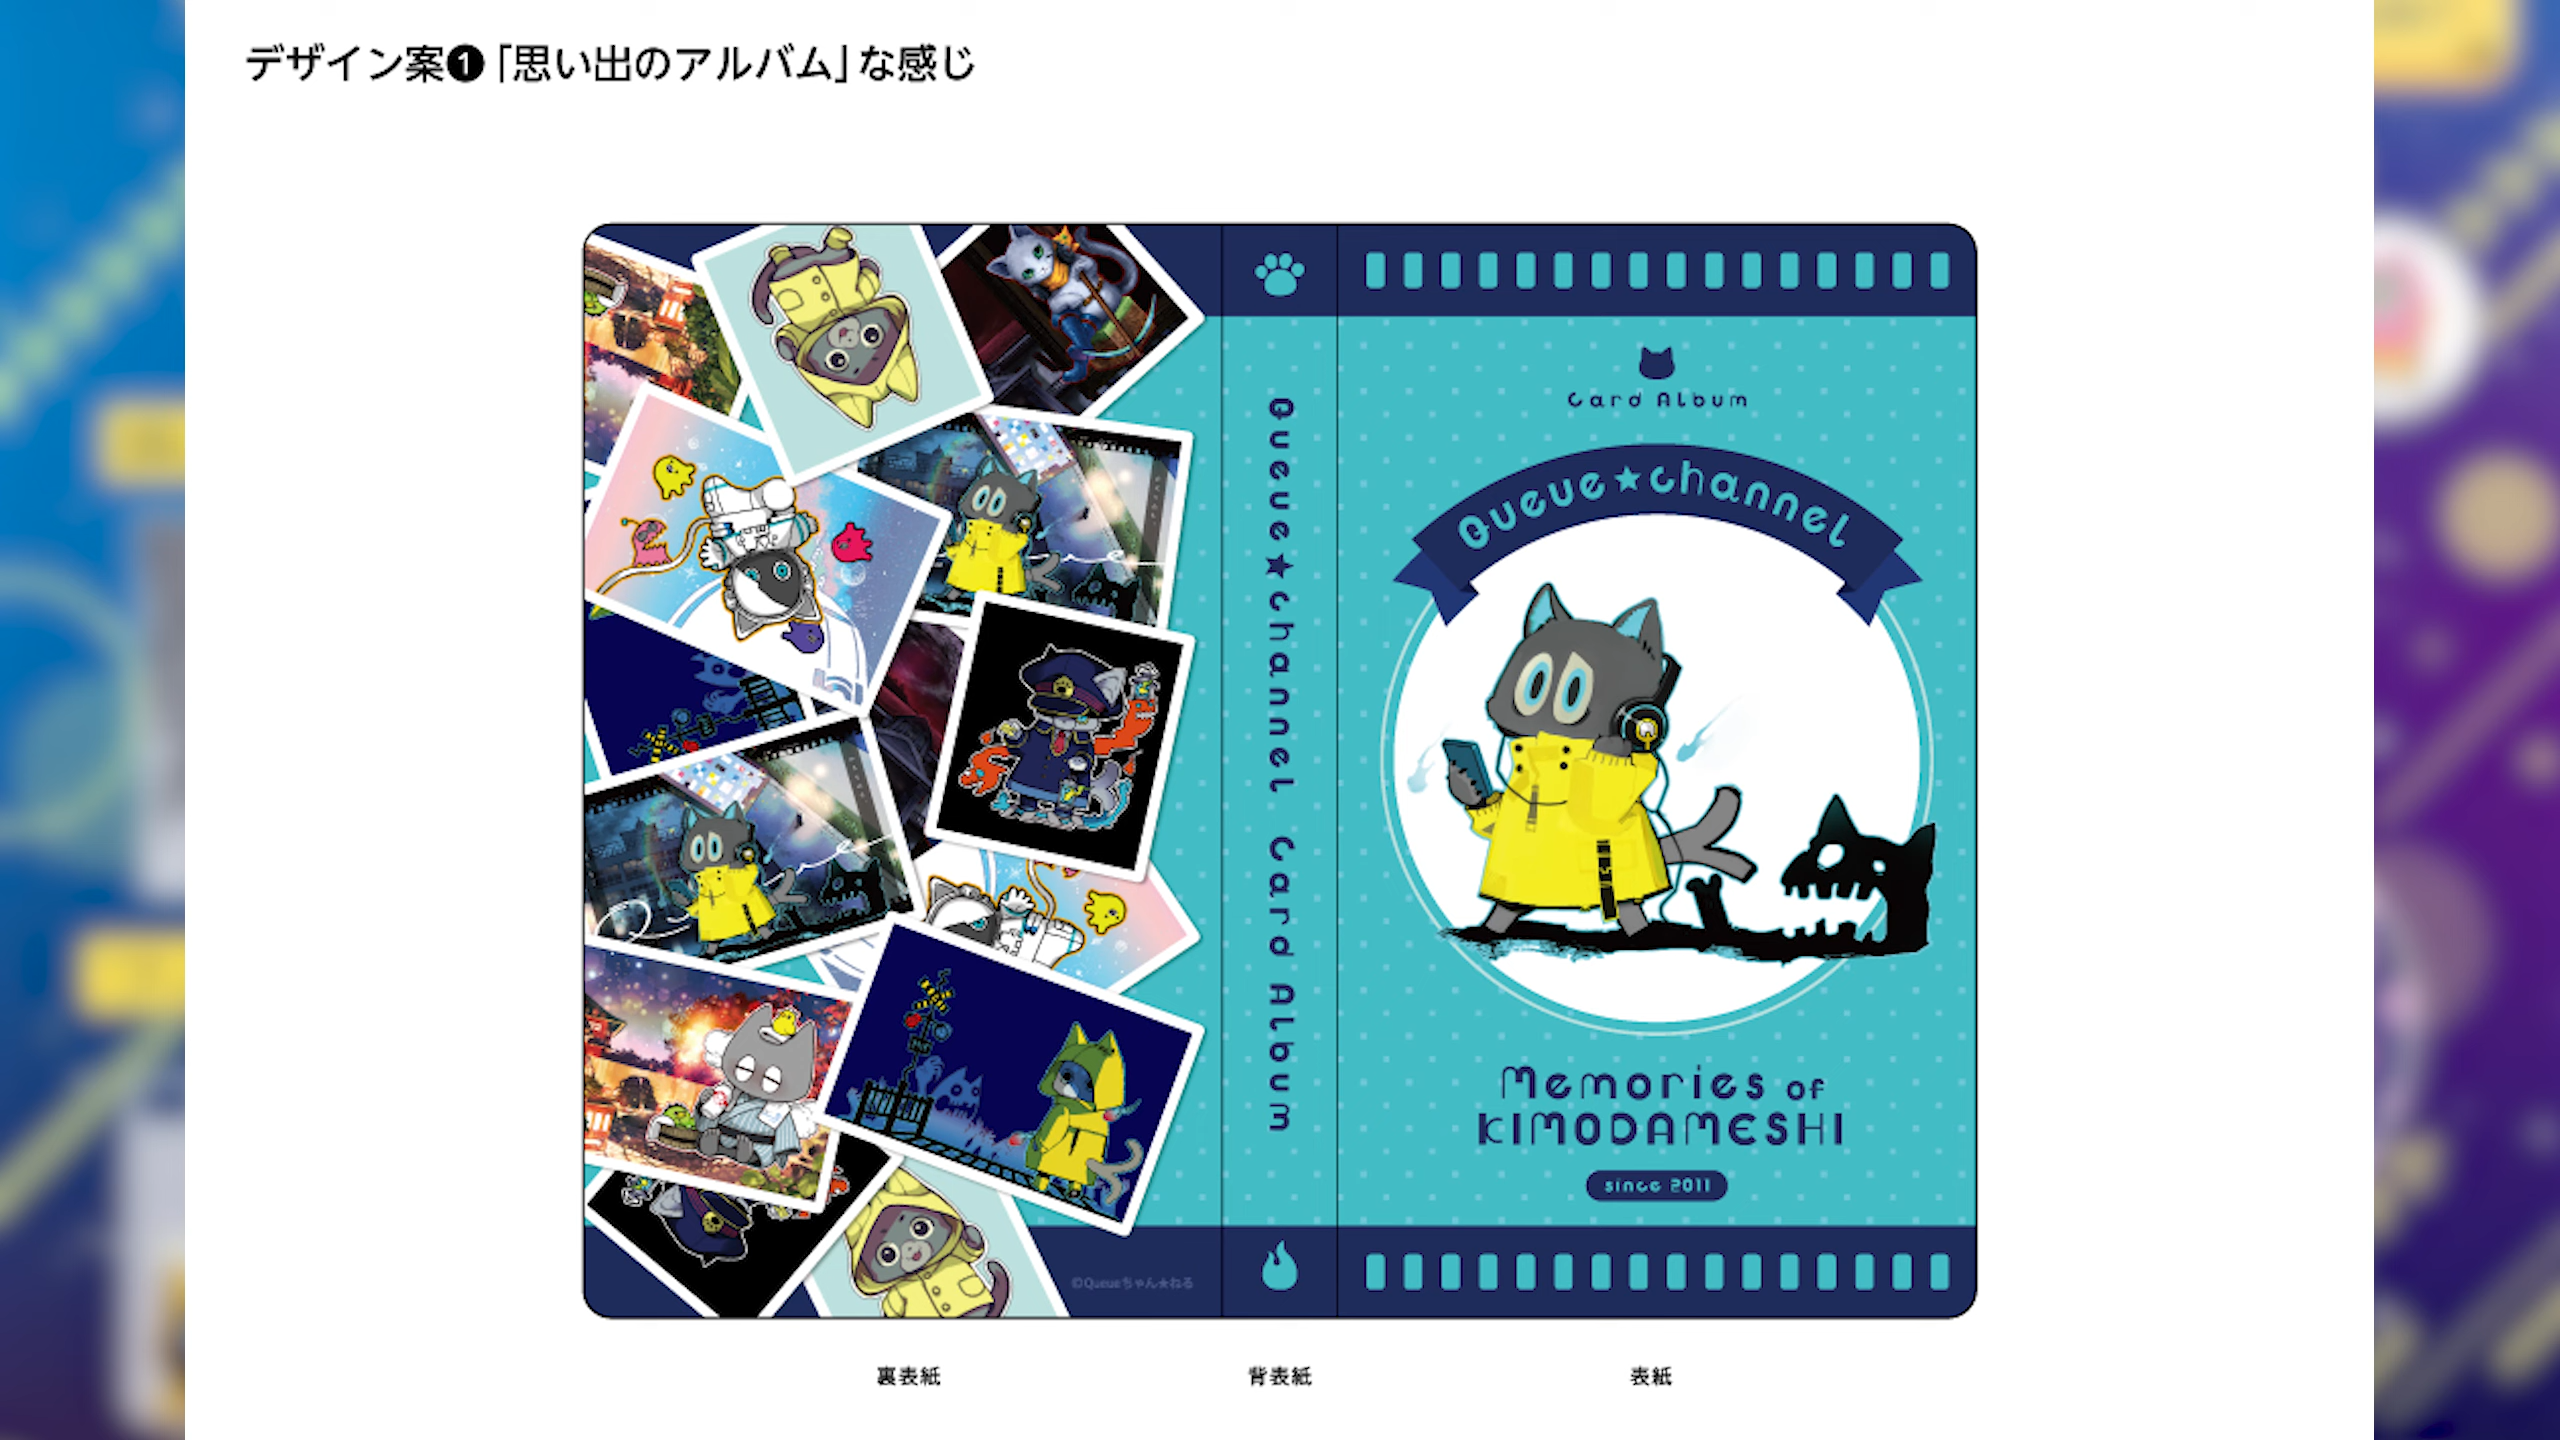 デザイン案❶「思い出のアルバム」な感じ
Card Album
Queue★channel
Memories of
KIMODAMESHI
since 2011
Queue★channel Card Album
©Queueちゃん★ねる
裏表紙
背表紙
表紙